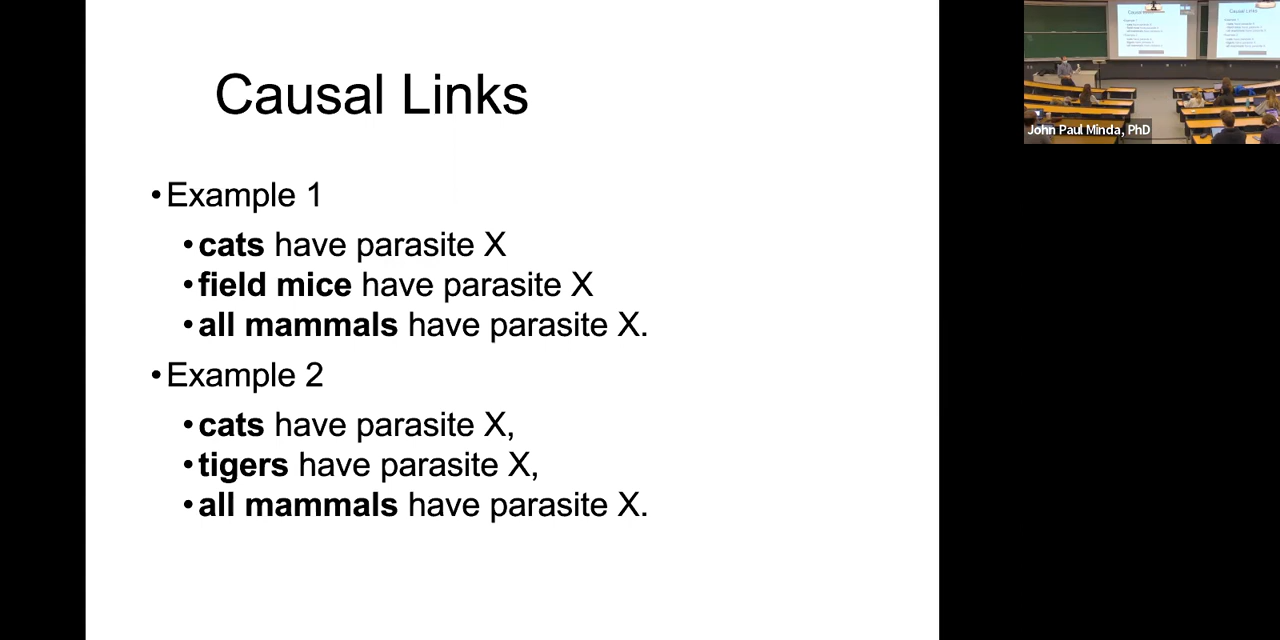 Causal Links
•Example 1
•cats have parasite X
•field mice have parasite X
•all mammals have parasite X.
•Example 2
•cats have parasite X,
•tigers have parasite X,
•all mammals have parasite X.
John Paul Minda, PhD